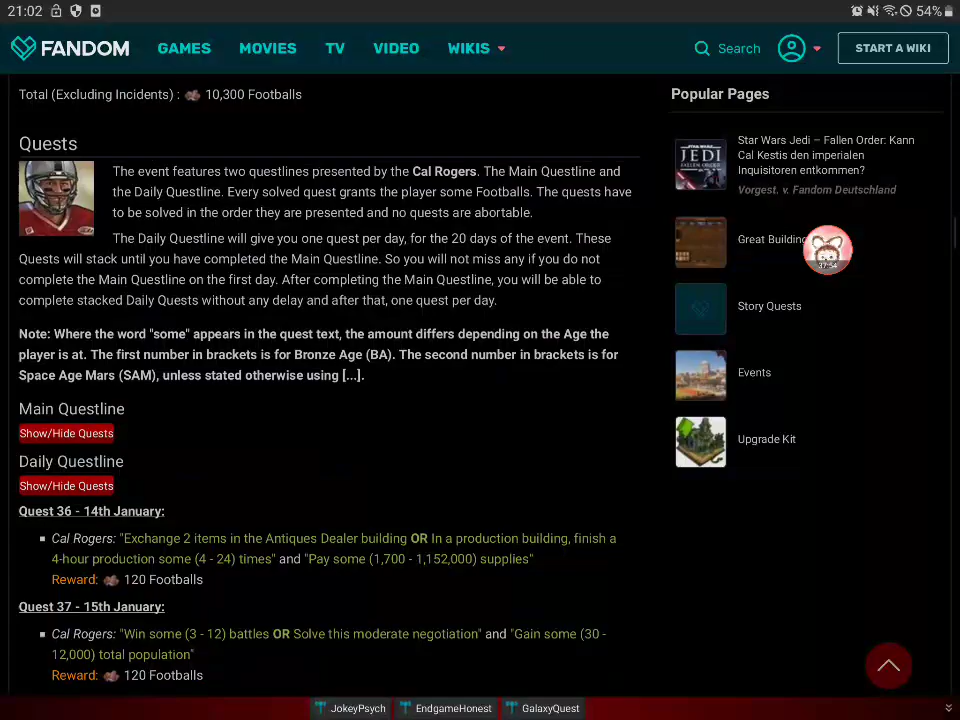 21:02
54%
FANDOM
GAMES
MOVIES
TV
VIDEO
WIKIS
Search
START A WIKI
Total (Excluding Incidents) : 10,300 Footballs
Quests
The event features two questlines presented by the Cal Rogers. The Main Questline and
the Daily Questline. Every solved quest grants the player some Footballs. The quests have
to be solved in the order they are presented and no quests are abortable.
The Daily Questline will give you one quest per day, for the 20 days of the event. These
Quests will stack until you have completed the Main Questline. So you will not miss any if you do not
complete the Main Questline on the first day. After completing the Main Questline, you will be able to
complete stacked Daily Quests without any delay and after that, one quest per day.
Note: Where the word "some" appears in the quest text, the amount differs depending on the Age the
player is at. The first number in brackets is for Bronze Age (BA). The second number in brackets is for
Space Age Mars (SAM), unless stated otherwise using [...].
Main Questline
Show/Hide Quests
Daily Questline
Show/Hide Quests
Quest 36 - 14th January:
Cal Rogers: "Exchange 2 items in the Antiques Dealer building OR In a production building, finish a
4-hour production some (4 - 24) times" and "Pay some (1,700 - 1,152,000) supplies"
Reward: 120 Footballs
Quest 37 - 15th January:
Cal Rogers: "Win some (3 - 12) battles OR Solve this moderate negotiation" and "Gain some (30 -
12,000) total population"
Reward: 120 Footballs
Popular Pages
JEDI
Star Wars Jedi – Fallen Order: Kann
Cal Kestis den imperialen
Inquisitoren entkommen?
Vorgest. v. Fandom Deutschland
Great Building
37:54
Story Quests
Events
Upgrade Kit
JokeyPsych
EndgameHonest
GalaxyQuest